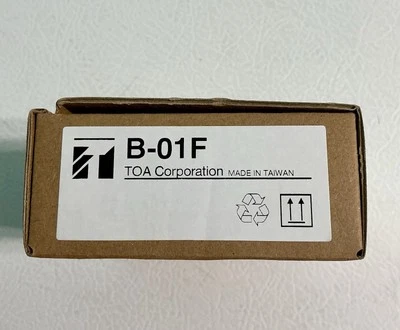 B-01F
TOA Corporation MADE IN TAIWAN